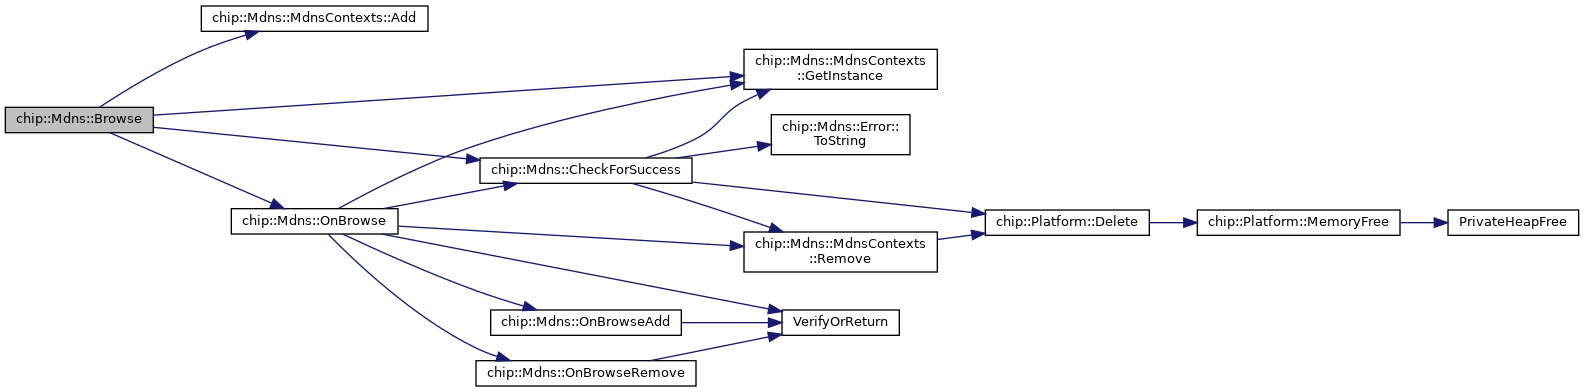 chip::Mdns::MdnsContexts::Add
chip::Mdns::MdnsContexts
::GetInstance
chip::Mdns::Browse
chip::Mdns::Error::
ToString
chip::Mdns::CheckForSuccess
chip::Mdns::OnBrowse
chip::Platform::Delete
chip::Platform::MemoryFree
PrivateHeapFree
chip::Mdns::MdnsContexts
::Remove
chip::Mdns::OnBrowseAdd
VerifyOrReturn
chip::Mdns::OnBrowseRemove